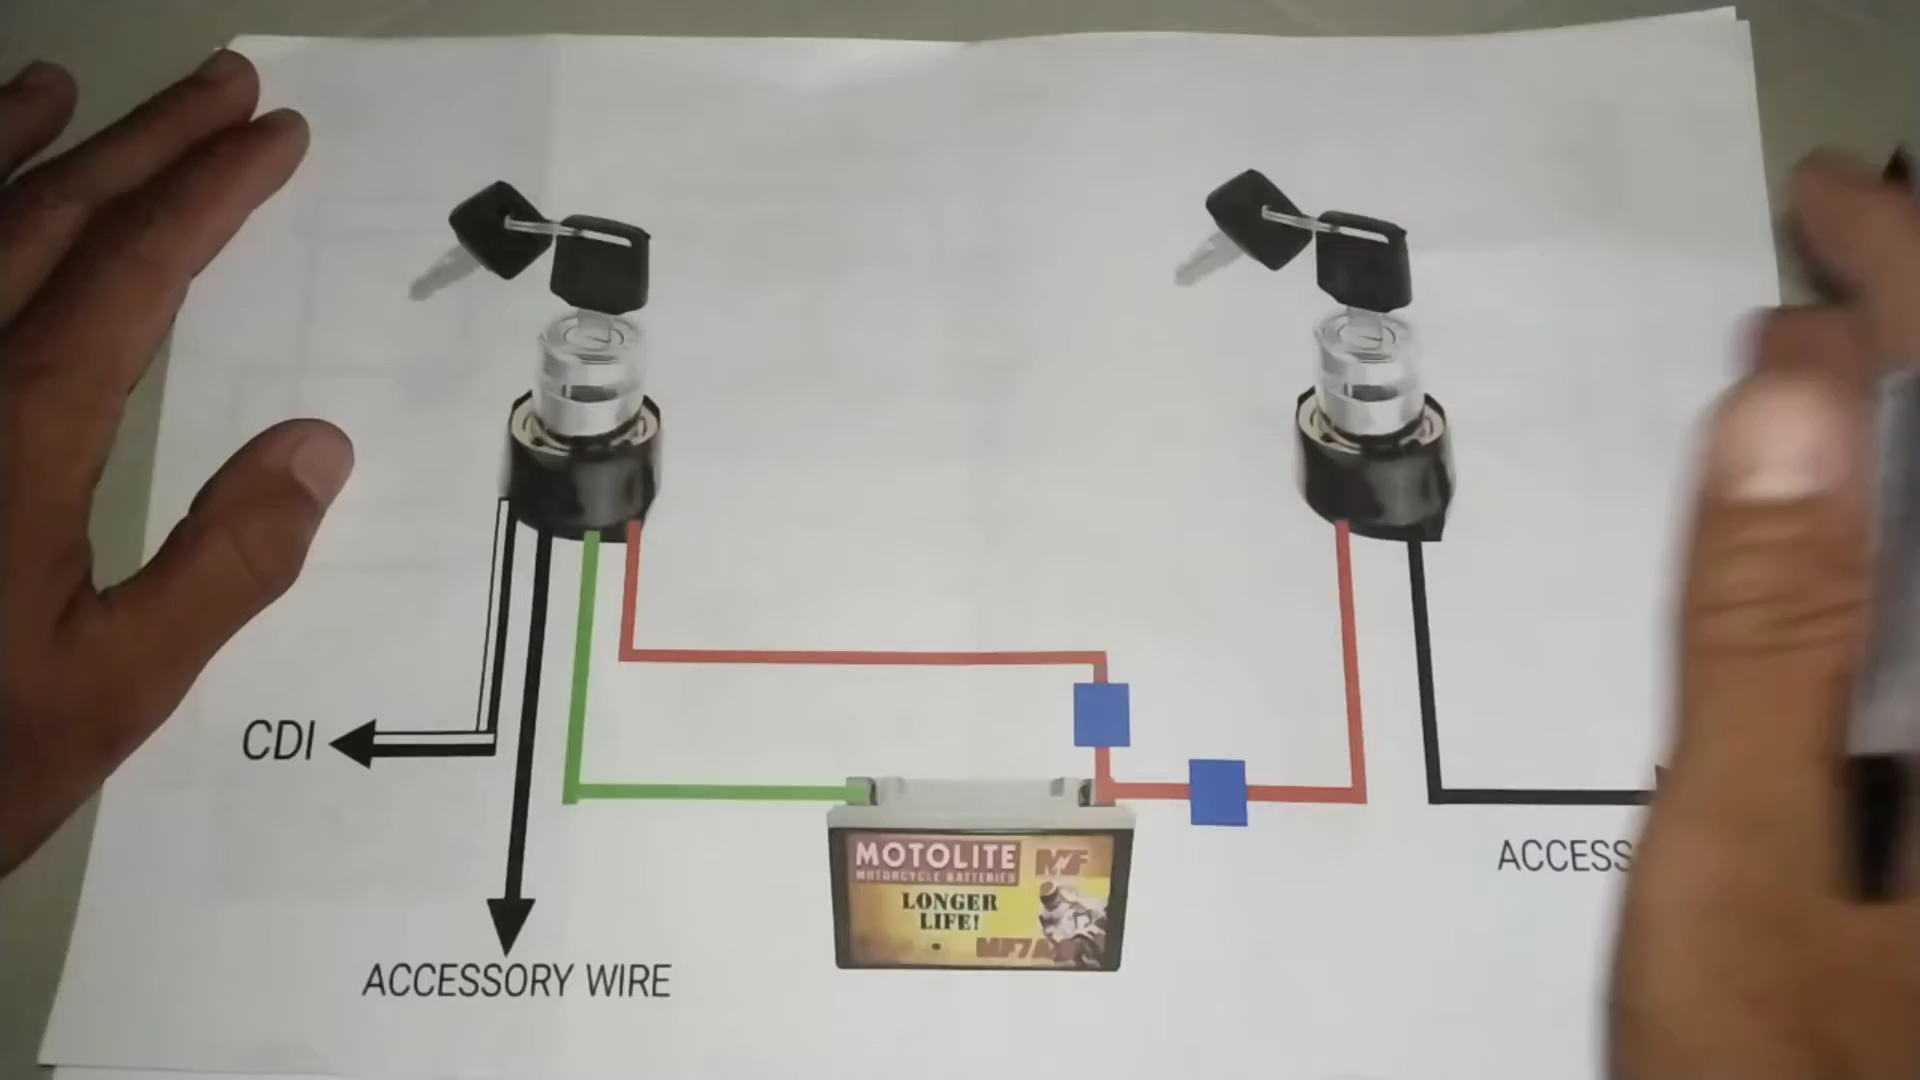 CDI
ACCESS
MOTOLITE
MF
MOTORCYCLE BATTERIES
LONGER
LIFE!
ACCESSORY WIRE